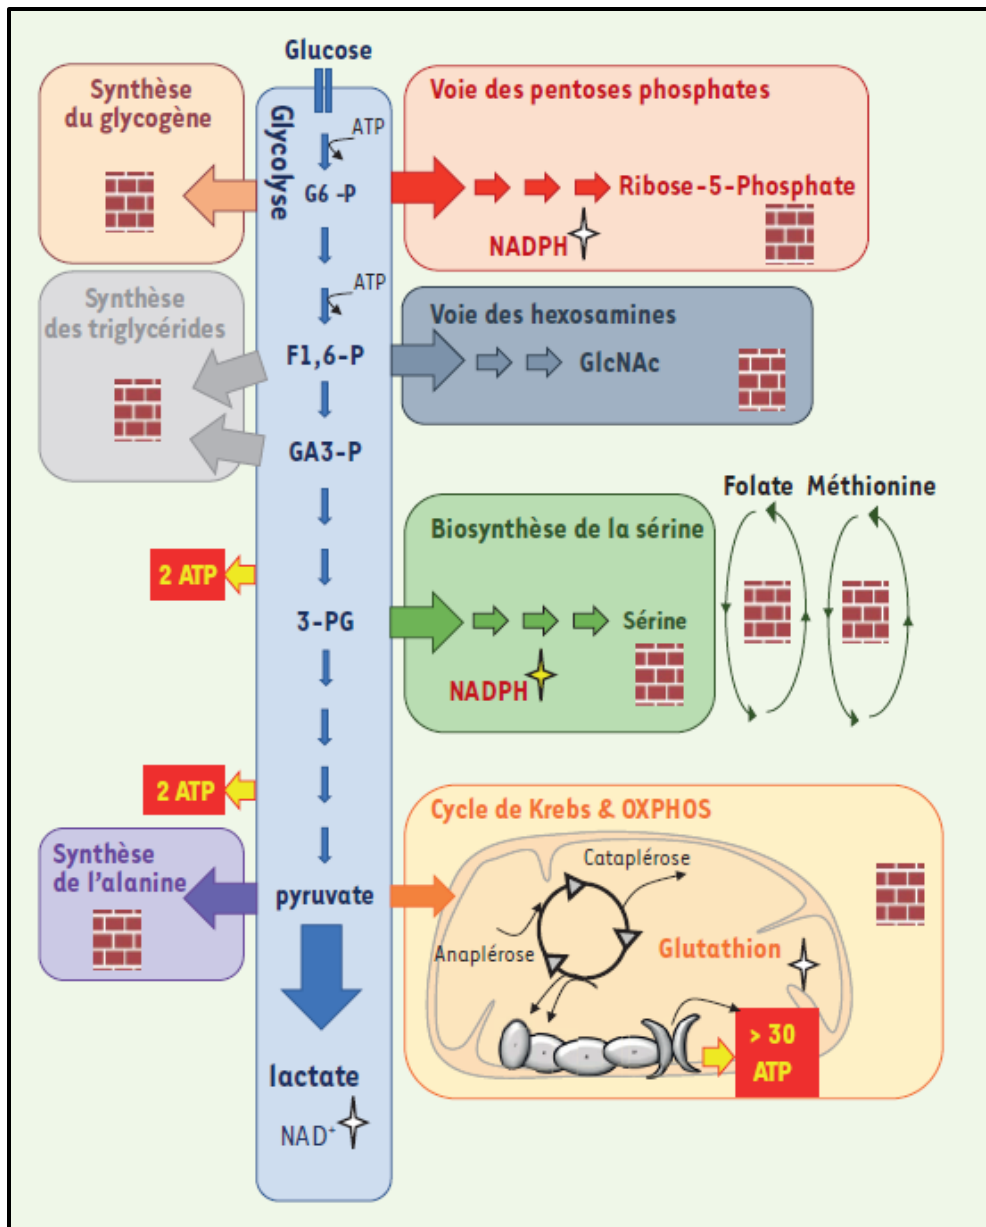 Glucose
Glycolyse
ATP
G6 -P
ATP
F1,6-P
GA3-P
3-PG
pyruvate
lactate
NAD+
Synthèse
du glycogène
Synthèse
des triglycérides
2 ATP
2 ATP
Synthèse
de l'alanine
Voie des pentoses phosphates
Ribose-5-Phosphate
NADPH
Voie des hexosamines
GlcNAc
Biosynthèse de la sérine
Sérine
NADPH
Folate Méthionine
Cycle de Krebs & OXPHOS
Cataplérose
Anaplérose
Glutathion
> 30
ATP